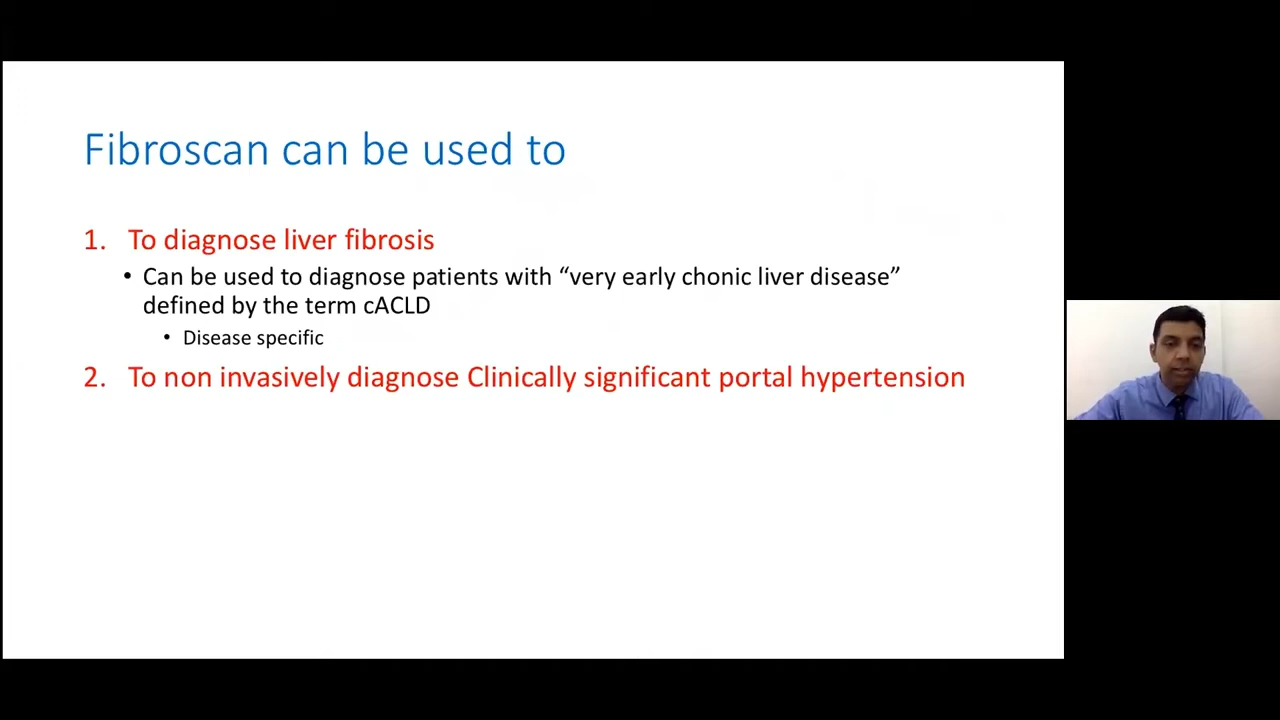 Fibroscan can be used to
1. To diagnose liver fibrosis
• Can be used to diagnose patients with “very early chonic liver disease”
defined by the term cACLD
• Disease specific
2. To non invasively diagnose Clinically significant portal hypertension